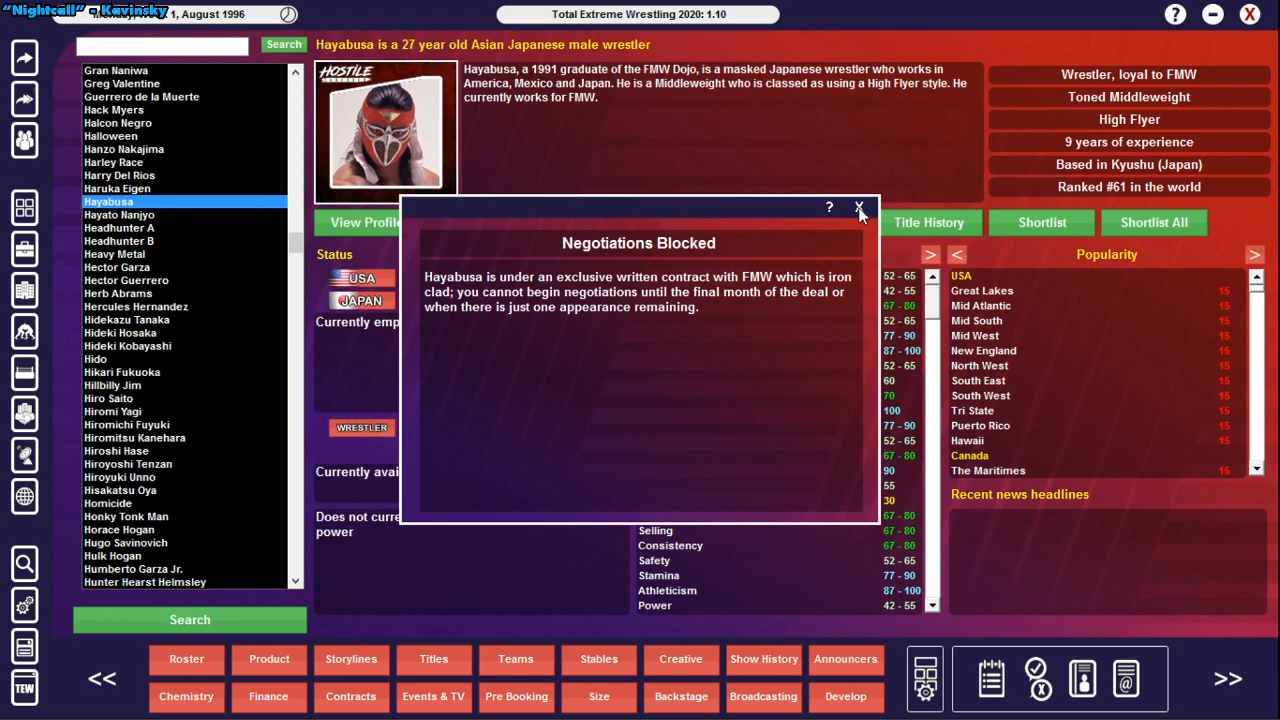 "Nightcall" - Kavinsky
1, August 1996
Total Extreme Wrestling 2020: 1.10
?
X
Search
Hayabusa is a 27 year old Asian Japanese male wrestler
Gran Naniwa
Greg Valentine
Guerrero de la Muerte
Hack Myers
Halcon Negro
Halloween
Hanzo Nakajima
Harley Race
Harry Del Rios
Haruka Eigen
Hayabusa
Hayato Nanjyo
Headhunter A
Headhunter B
Heavy Metal
Hector Garza
Hector Guerrero
Herb Abrams
Hercules Hernandez
Hidekazu Tanaka
Hideki Hosaka
Hideki Kobayashi
Hido
Hikari Fukuoka
Hillbilly Jim
Hiro Saito
Hiromi Yagi
Hiromichi Fuyuki
Hiromitsu Kanehara
Hiroshi Hase
Hiroyoshi Tenzan
Hiroyuki Unno
Hisakatsu Oya
Homicide
Honky Tonk Man
Horace Hogan
Hugo Savinovich
Hulk Hogan
Humberto Garza Jr.
Hunter Hearst Helmsley
Search
HOSTILE
Hayabusa, a 1991 graduate of the FMW Dojo, is a masked Japanese wrestler who works in
America, Mexico and Japan. He is a Middleweight who is classed as using a High Flyer style. He
currently works for FMW.
Wrestler, loyal to FMW
Toned Middleweight
High Flyer
9 years of experience
Based in Kyushu (Japan)
Ranked #61 in the world
View Profile
Title History
Shortlist
Shortlist All
Status
USA
JAPAN
Currently emp
WRESTLER
Currently avai
Does not curre
power
? X
Negotiations Blocked
Hayabusa is under an exclusive written contract with FMW which is iron
clad; you cannot begin negotiations until the final month of the deal or
when there is just one appearance remaining.
>
52 - 65
42 - 55
67 - 80
52 - 65
77 - 90
87 - 100
52 - 65
60
70
100
77 - 90
52 - 65
67 - 80
90
55
30
67 - 80
Selling
Consistency 67 - 80
Safety 52 - 65
Stamina 77 - 90
Athleticism 87 - 100
Power 42 - 55
< Popularity >
USA
Great Lakes 15
Mid Atlantic 15
Mid South 15
Mid West 15
New England 15
North West 15
South East 15
South West 15
Tri State 15
Puerto Rico 15
Hawaii 15
Canada
The Maritimes 15
Recent news headlines
TEW
<<
Roster
Product
Storylines
Titles
Teams
Stables
Creative
Show History
Announcers
Chemistry
Finance
Contracts
Events & TV
Pre Booking
Size
Backstage
Broadcasting
Develop
>>